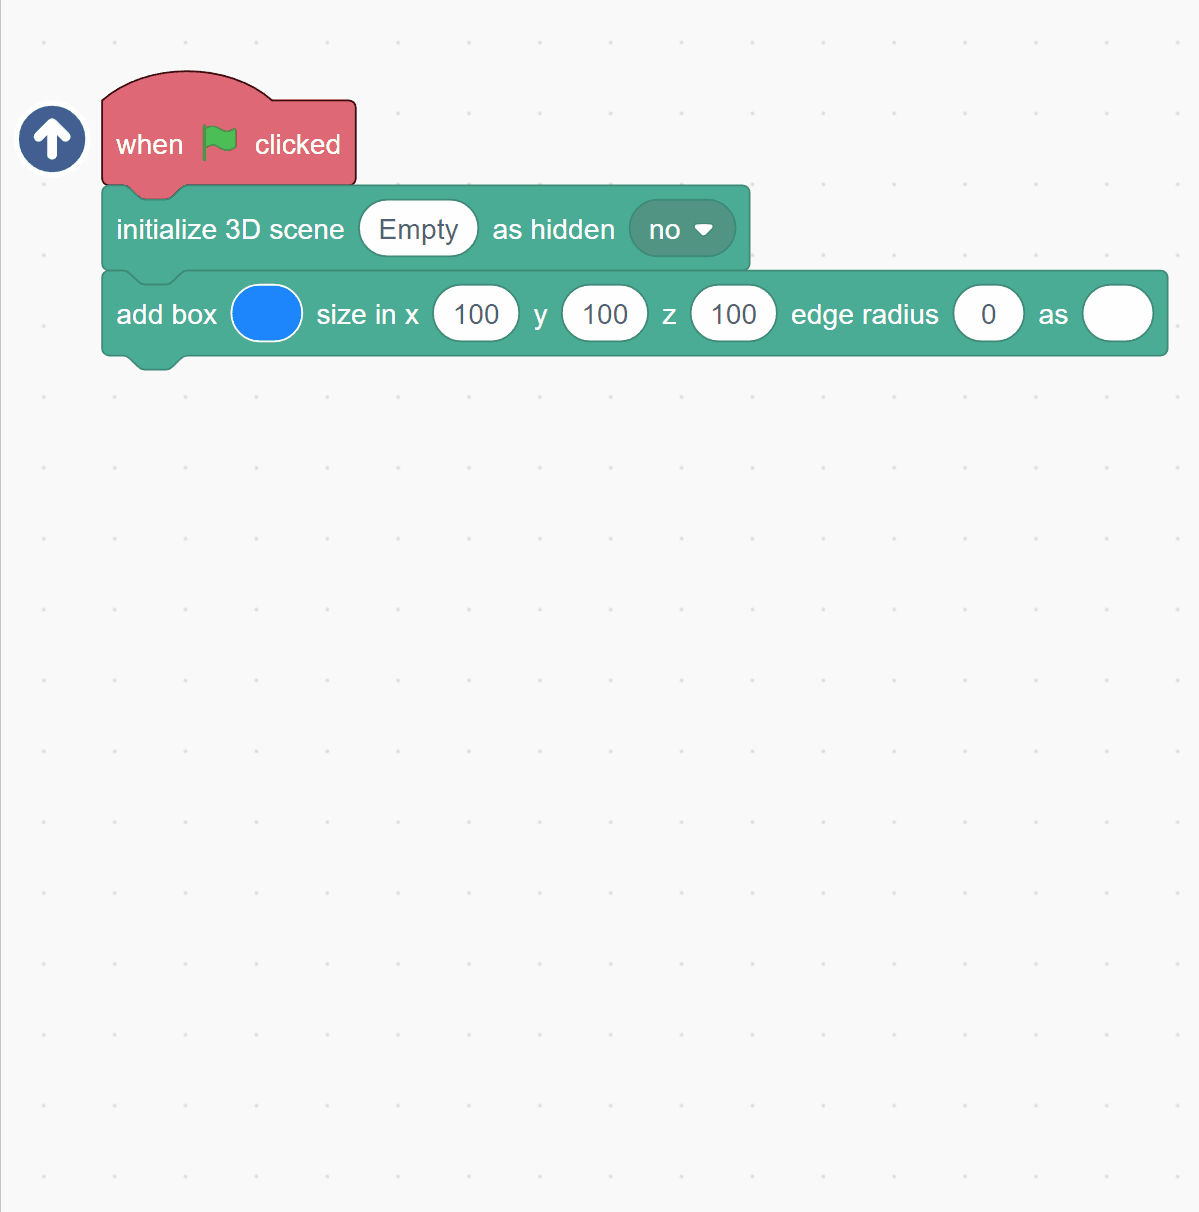 when clicked
initialize 3D scene Empty as hidden no
add box size in x 100 y 100 z 100 edge radius 0 as